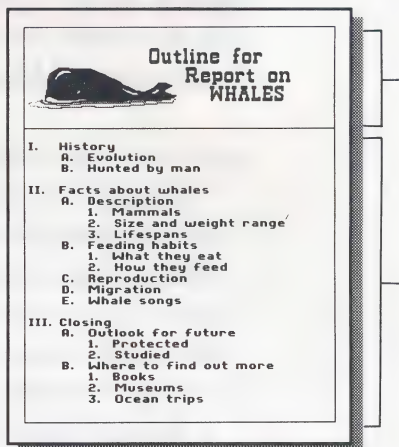 Outline for
Report on
WHALES
I. History
A. Evolution
B. Hunted by man
II. Facts about whales
A. Description
1. Mammals
2. Size and weight range
3. Lifespans
B. Feeding habits
1. What they eat
2. How they feed
C. Reproduction
D. Migration
E. Whale songs
III. Closing
A. Outlook for future
1. Protected
2. Studied
B. Where to find out more
1. Books
2. Museums
3. Ocean trips